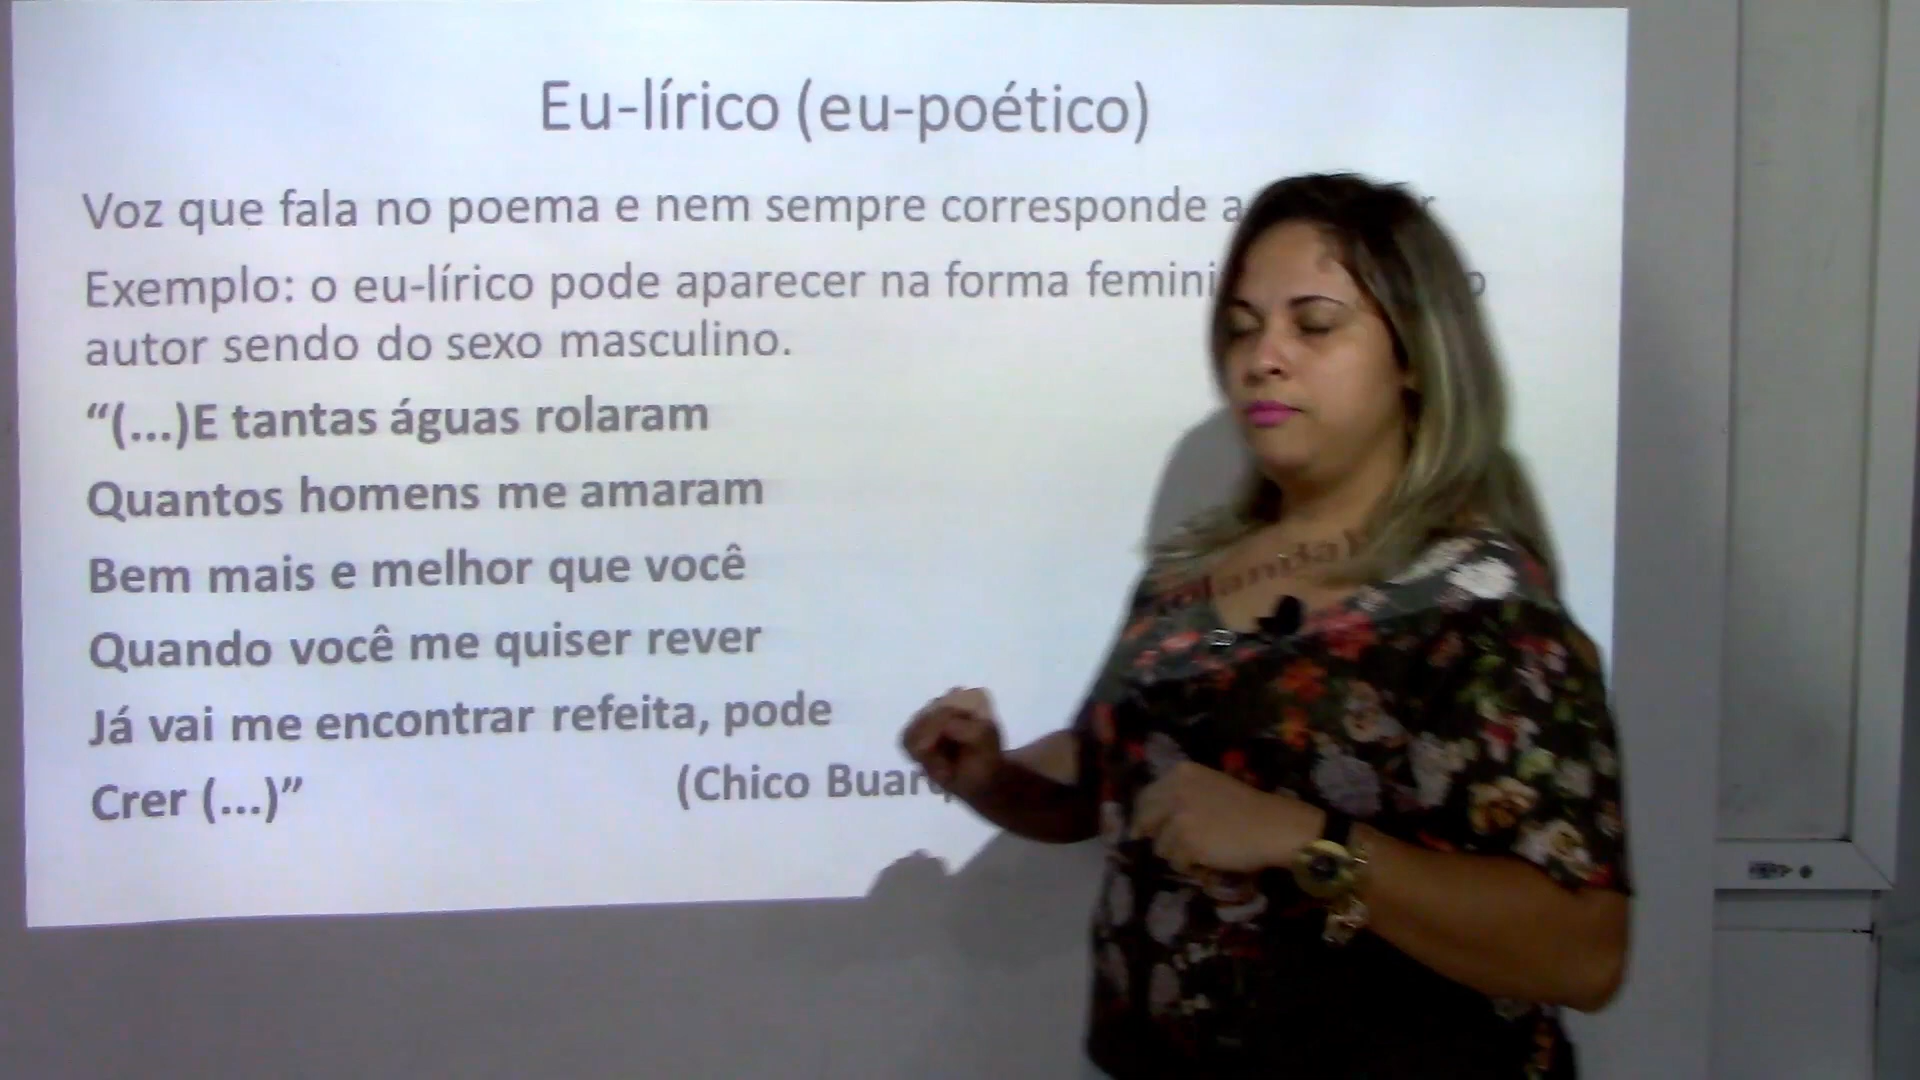 Eu-lírico (eu-poético)
Voz que fala no poema e nem sempre corresponde
Exemplo: o eu-lírico pode aparecer na forma
autor sendo do sexo masculino.
“(...)E tantas águas rolaram
Quantos homens me amaram
Bem mais e melhor que você
Quando você me quiser rever
Já vai me encontrar refeita, pode
Crer (...)”
(Chico